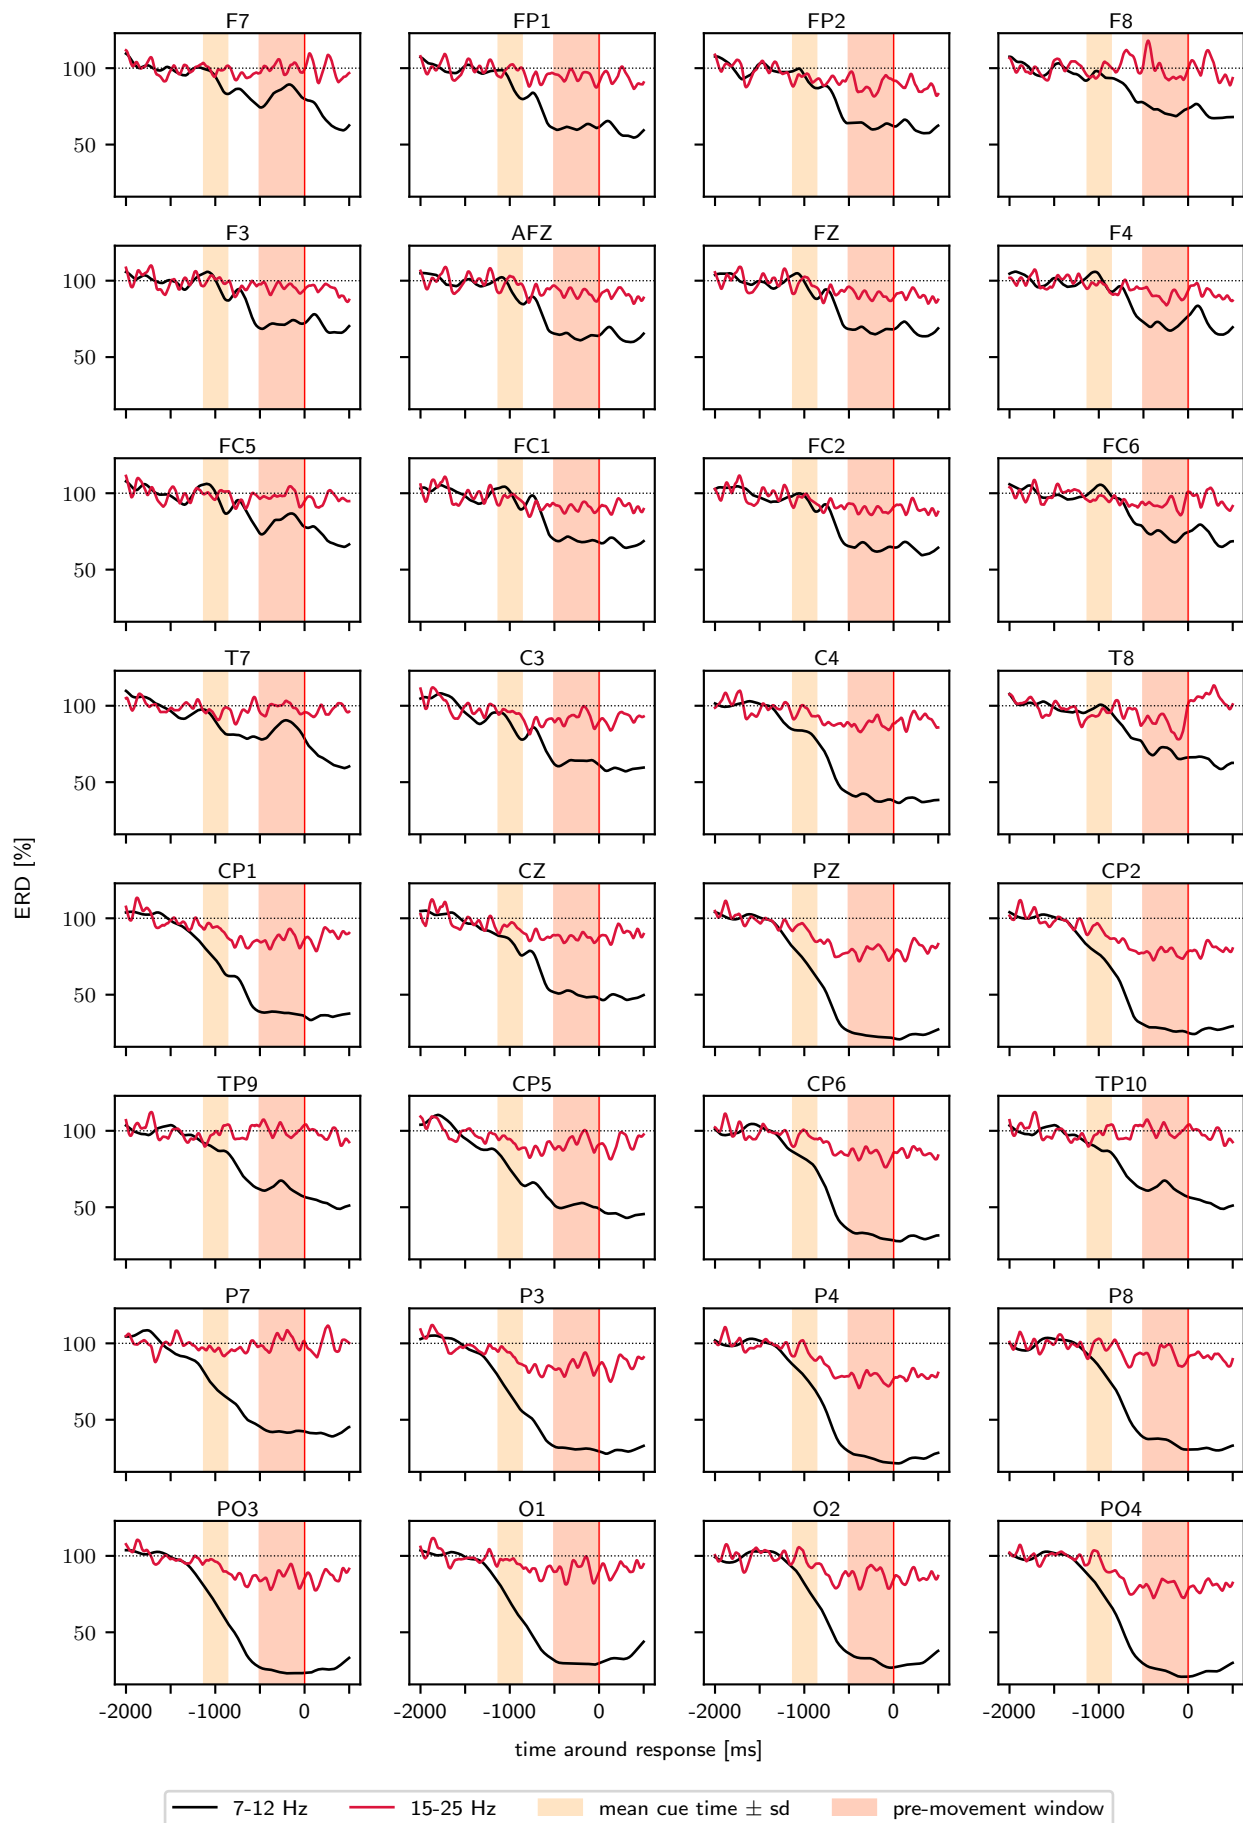 F7 FP1 FP2 F8
100
50
F3 AFZ FZ F4
100
50
FC5 FC1 FC2 FC6
100
50
T7 C3 C4 T8
100
50
ERD [%]
CP1 CZ PZ CP2
100
50
TP9 CP5 CP6 TP10
100
50
P7 P3 P4 P8
100
50
PO3 O1 O2 PO4
100
50
-2000 -1000 0 -2000 -1000 0 -2000 -1000 0 -2000 -1000 0
time around response [ms]
7-12 Hz 15-25 Hz mean cue time ± sd pre-movement window